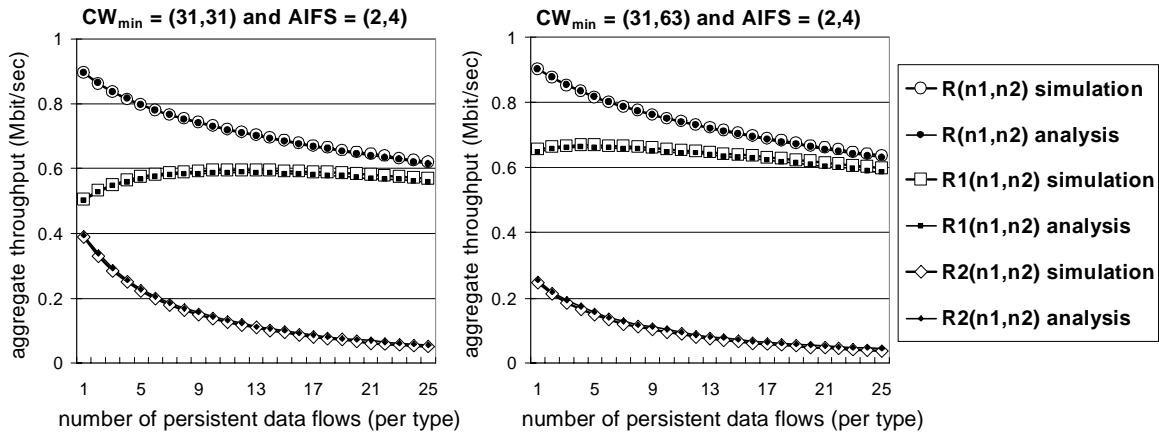 CWmin = (31,31) and AIFS = (2,4)
aggregate throughput (Mbit/sec)
1
0.8
0.6
0.4
0.2
0
1 5 9 13 17 21 25
number of persistent data flows (per type)
CWmin = (31,63) and AIFS = (2,4)
aggregate throughput (Mbit/sec)
1
0.8
0.6
0.4
0.2
0
1 5 9 13 17 21 25
number of persistent data flows (per type)
R(n1,n2) simulation
R(n1,n2) analysis
R1(n1,n2) simulation
R1(n1,n2) analysis
R2(n1,n2) simulation
R2(n1,n2) analysis